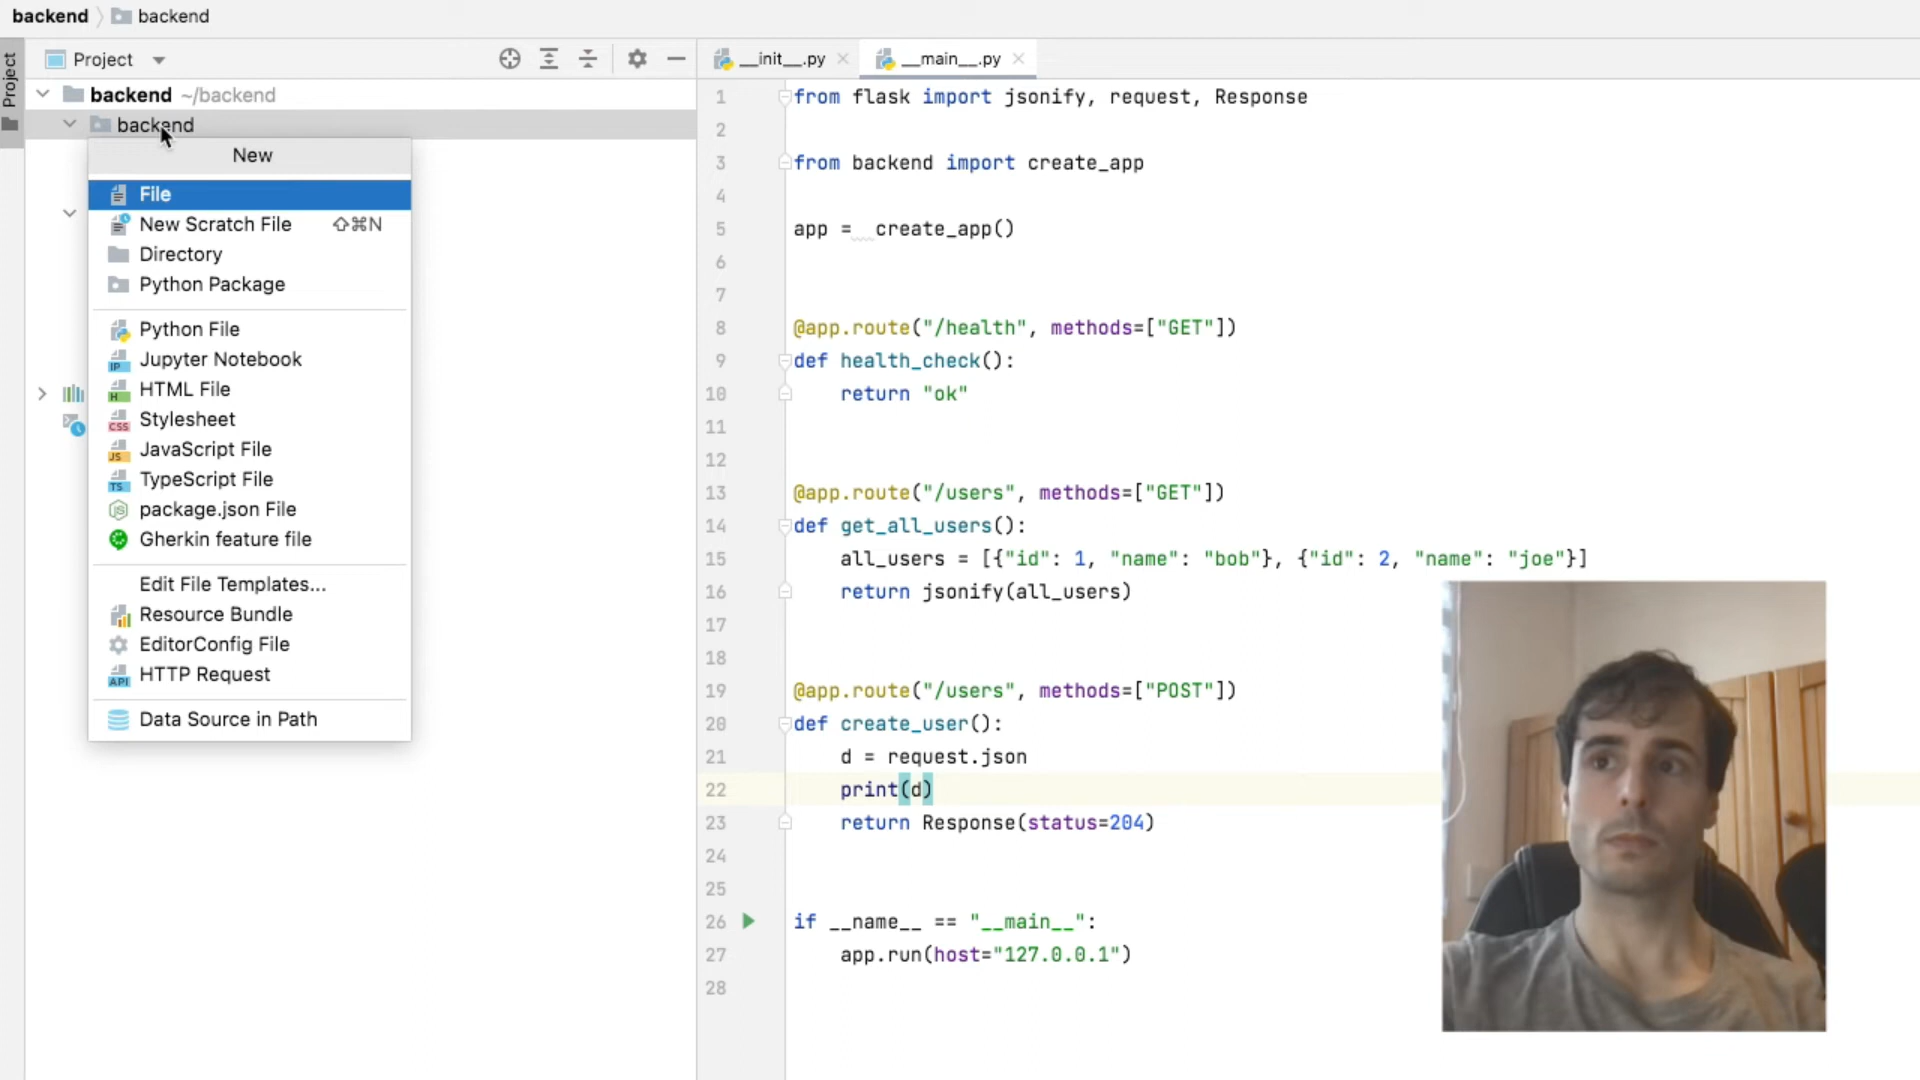 backend backend
Project
Project
__init__.py
__main__.py
backend ~/backend
backend
New
File
New Scratch File ⇧⌘N
Directory
Python Package
Python File
Jupyter Notebook
HTML File
Stylesheet
JavaScript File
TypeScript File
package.json File
Gherkin feature file
Edit File Templates...
Resource Bundle
EditorConfig File
HTTP Request
Data Source in Path
IP
H
CSS
JS
TS
API
1 from flask import jsonify, request, Response
2
3 from backend import create_app
4
5 app =  create_app()
6
7
8 @app.route("/health", methods=["GET"])
9 def health_check():
10 return "ok"
11
12
13 @app.route("/users", methods=["GET"])
14 def get_all_users():
15 all_users = [{"id": 1, "name": "bob"}, {"id": 2, "name": "joe"}]
16 return jsonify(all_users)
17
18
19 @app.route("/users", methods=["POST"])
20 def create_user():
21 d = request.json
22 print(d)
23 return Response(status=204)
24
25
26 if __name__ == "__main__":
27 app.run(host="127.0.0.1")
28